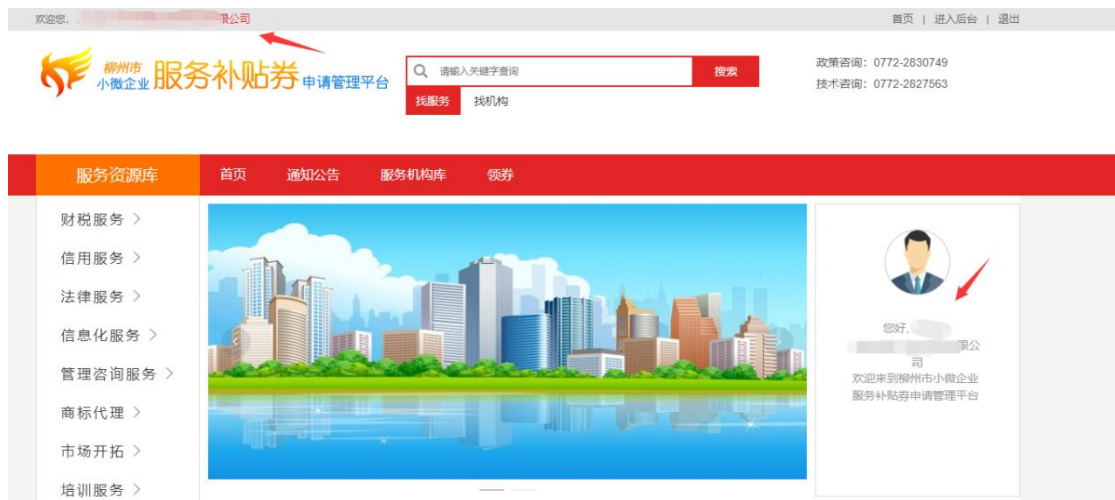 欢迎您，
限公司
首页 | 进入后台 | 退出
柳州市
小微企业 服务补贴券 申请管理平台
请输入关键字查询
搜索
找服务 找机构
政策咨询：0772-2830749
技术咨询：0772-2827563
服务资源库 首页 通知公告 服务机构库 领券
财税服务 >
信用服务 >
法律服务 >
信息化服务 >
管理咨询服务 >
商标代理 >
市场开拓 >
培训服务 >
您好，
限公
司
欢迎来到柳州市小微企业
服务补贴券申请管理平台